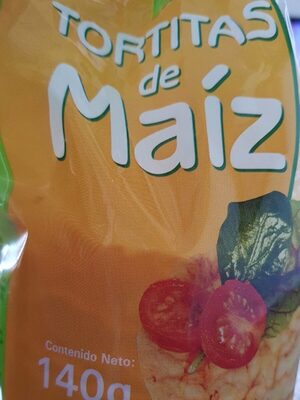 TORTITAS
de
Maíz
Contenido Neto:
140g